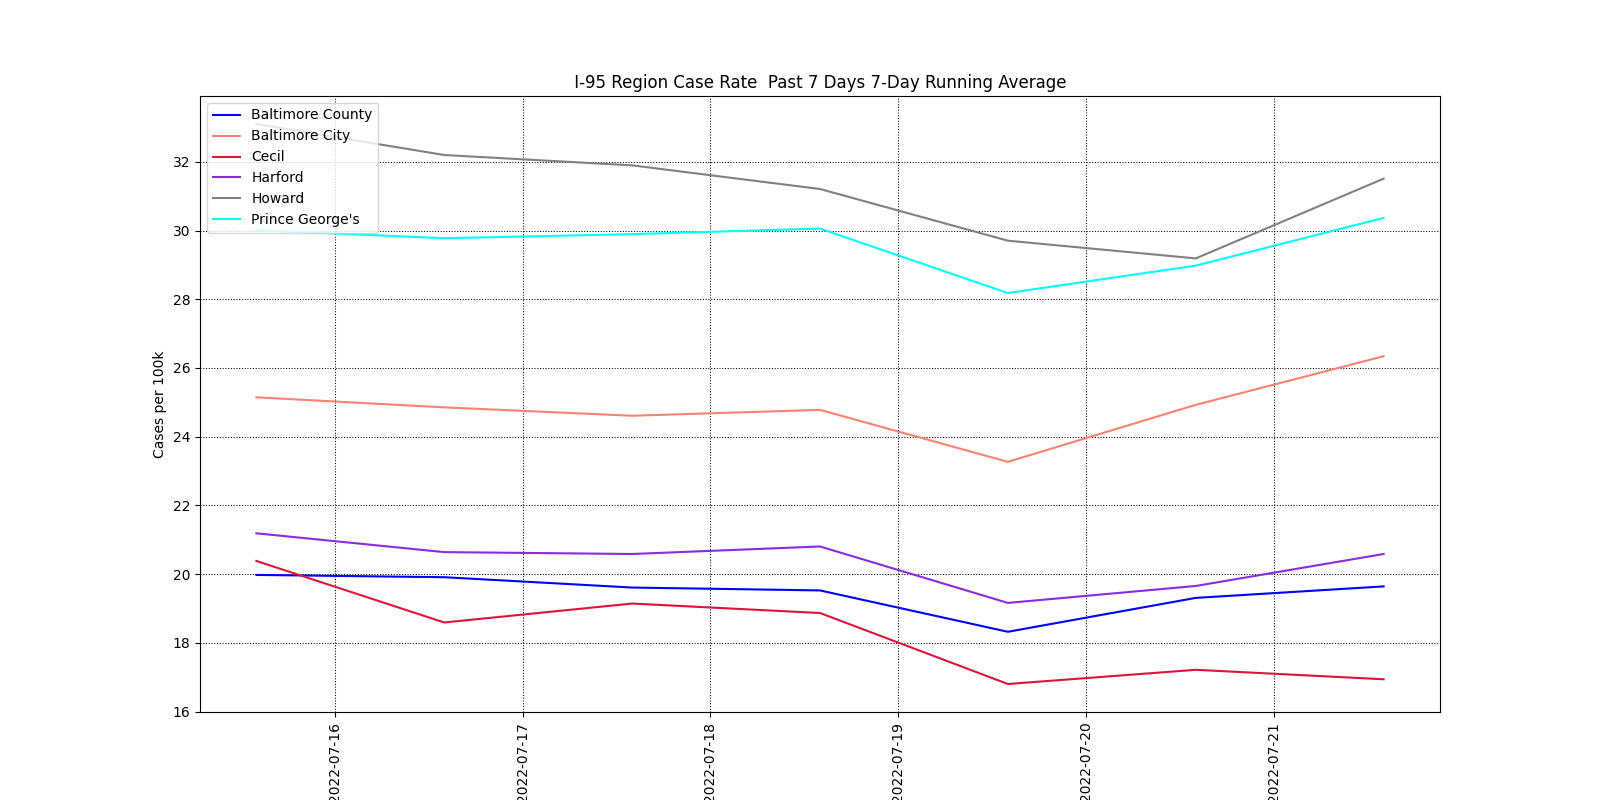 I-95 Region Case Rate  Past 7 Days 7-Day Running Average
Baltimore County
Baltimore City
Cecil
Harford
Howard
Prince George's
Cases per 100k
32
30
28
26
24
22
20
18
16
2022-07-16
2022-07-17
2022-07-18
2022-07-19
2022-07-20
2022-07-21